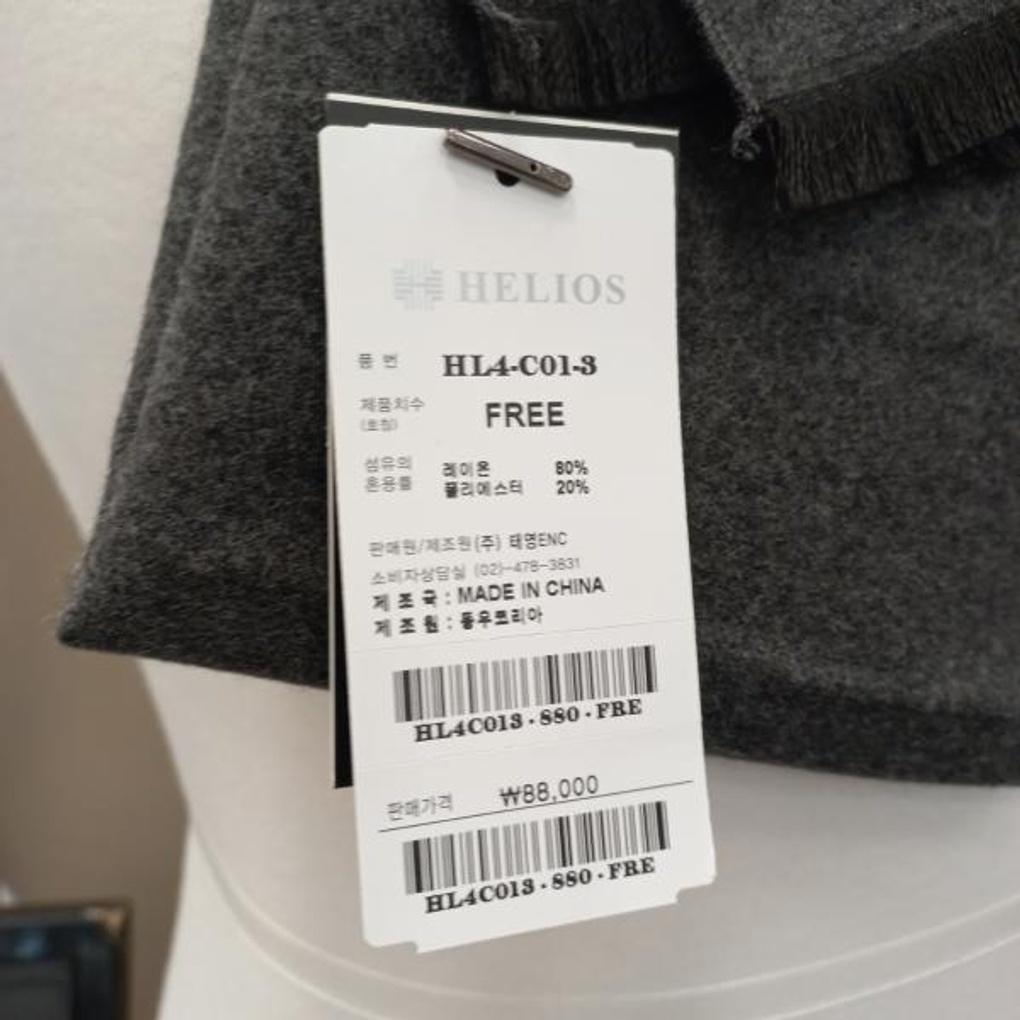 HELIOS
품 번 HL4-C01-3
제품치수 FREE
(호칭)
섬유의 레이온 80%
혼용률 폴리에스터 20%
판매원/제조원(주) 태영ENC
소비자상담실 (02)-478-3831
제 조 국 : MADE IN CHINA
제 조 원 : 동우코리아
HL4C013 · 880 · FRE
판매가격 ₩88,000
HL4C013 · 880 · FRE